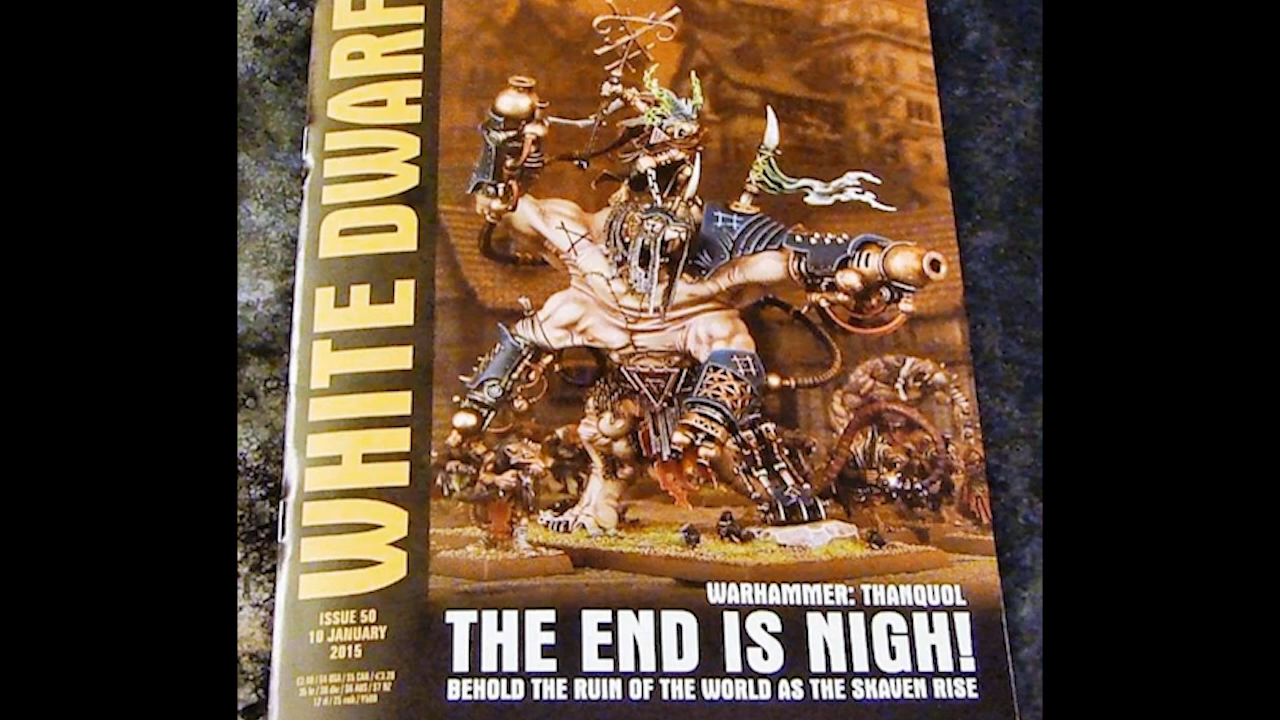 WHITE DWARF
ISSUE 50
10 JANUARY
2015
WARHAMMER: THANQUOL
THE END IS NIGH!
BEHOLD THE RUIN OF THE WORLD AS THE SKAVEN RISE